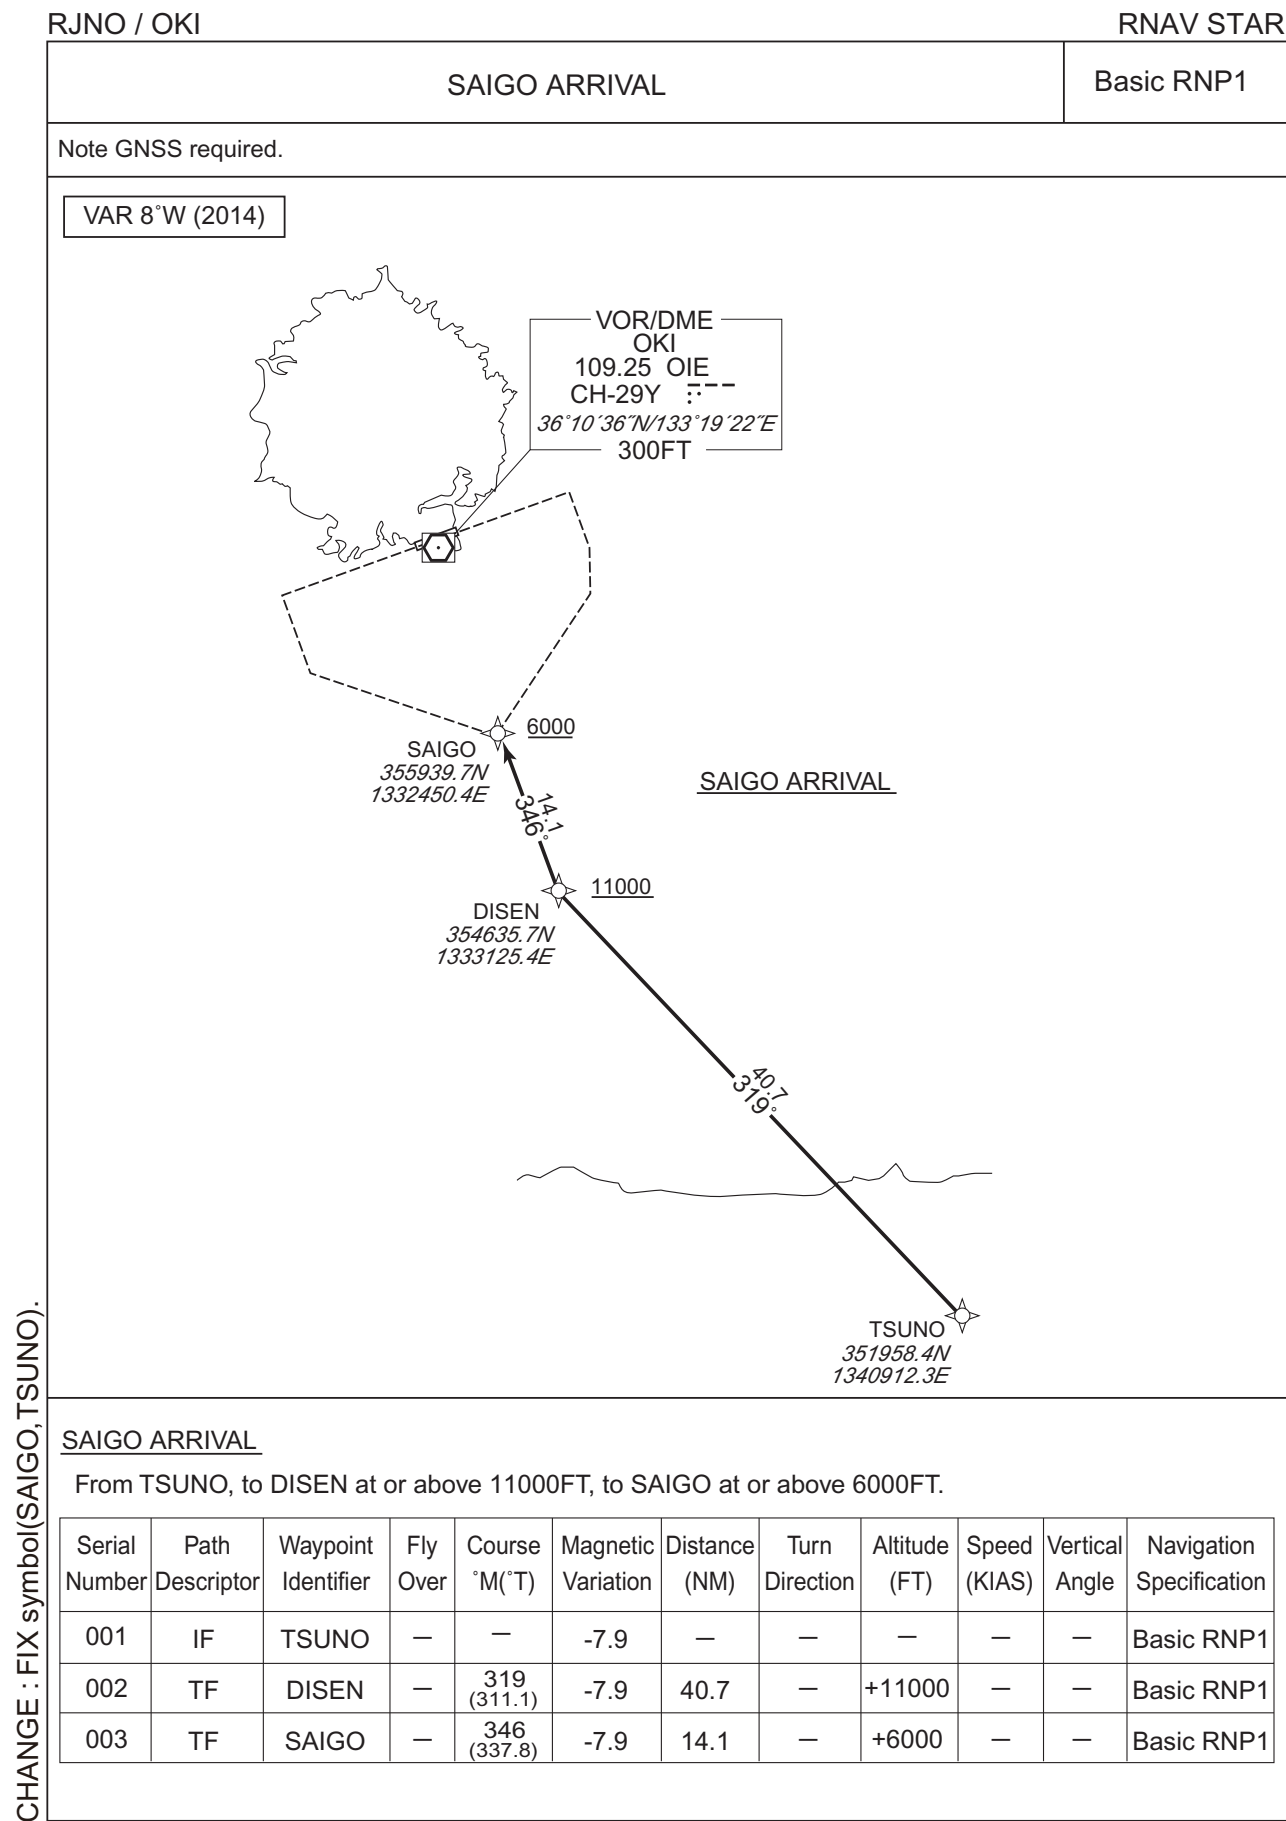 RJNO / OKI
RNAV STAR
SAIGO ARRIVAL
Basic RNP1
Note GNSS required.
VAR 8°W (2014)
VOR/DME
OKI
109.25 OIE
CH-29Y
36°10´36˝N/133°19´22˝E
300FT
6000
SAIGO
355939.7N
1332450.4E
SAIGO ARRIVAL
14.1
346°
11000
DISEN
354635.7N
1333125.4E
40.7
319°
TSUNO
351958.4N
1340912.3E
CHANGE : FIX symbol(SAIGO,TSUNO).
SAIGO ARRIVAL
From TSUNO, to DISEN at or above 11000FT, to SAIGO at or above 6000FT.
Serial Number Path Descriptor Waypoint Identifier Fly Over Course °M(°T) Magnetic Variation Distance (NM) Turn Direction Altitude (FT) Speed (KIAS) Vertical Angle Navigation Specification
001 IF TSUNO – – -7.9 – – – – – Basic RNP1
002 TF DISEN – 319 (311.1) -7.9 40.7 – +11000 – – Basic RNP1
003 TF SAIGO – 346 (337.8) -7.9 14.1 – +6000 – – Basic RNP1